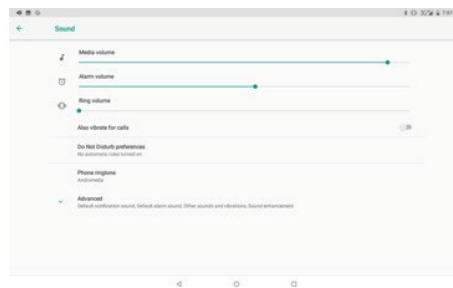 Sound
Media volume
Alarm volume
Ring volume
Also vibrate for calls
Do Not Disturb preferences
No automatic rules turned on
Phone ringtone
Andromeda
Advanced
Default notification sound, Default alarm sound, Other sounds and vibrations, Sound enhancement